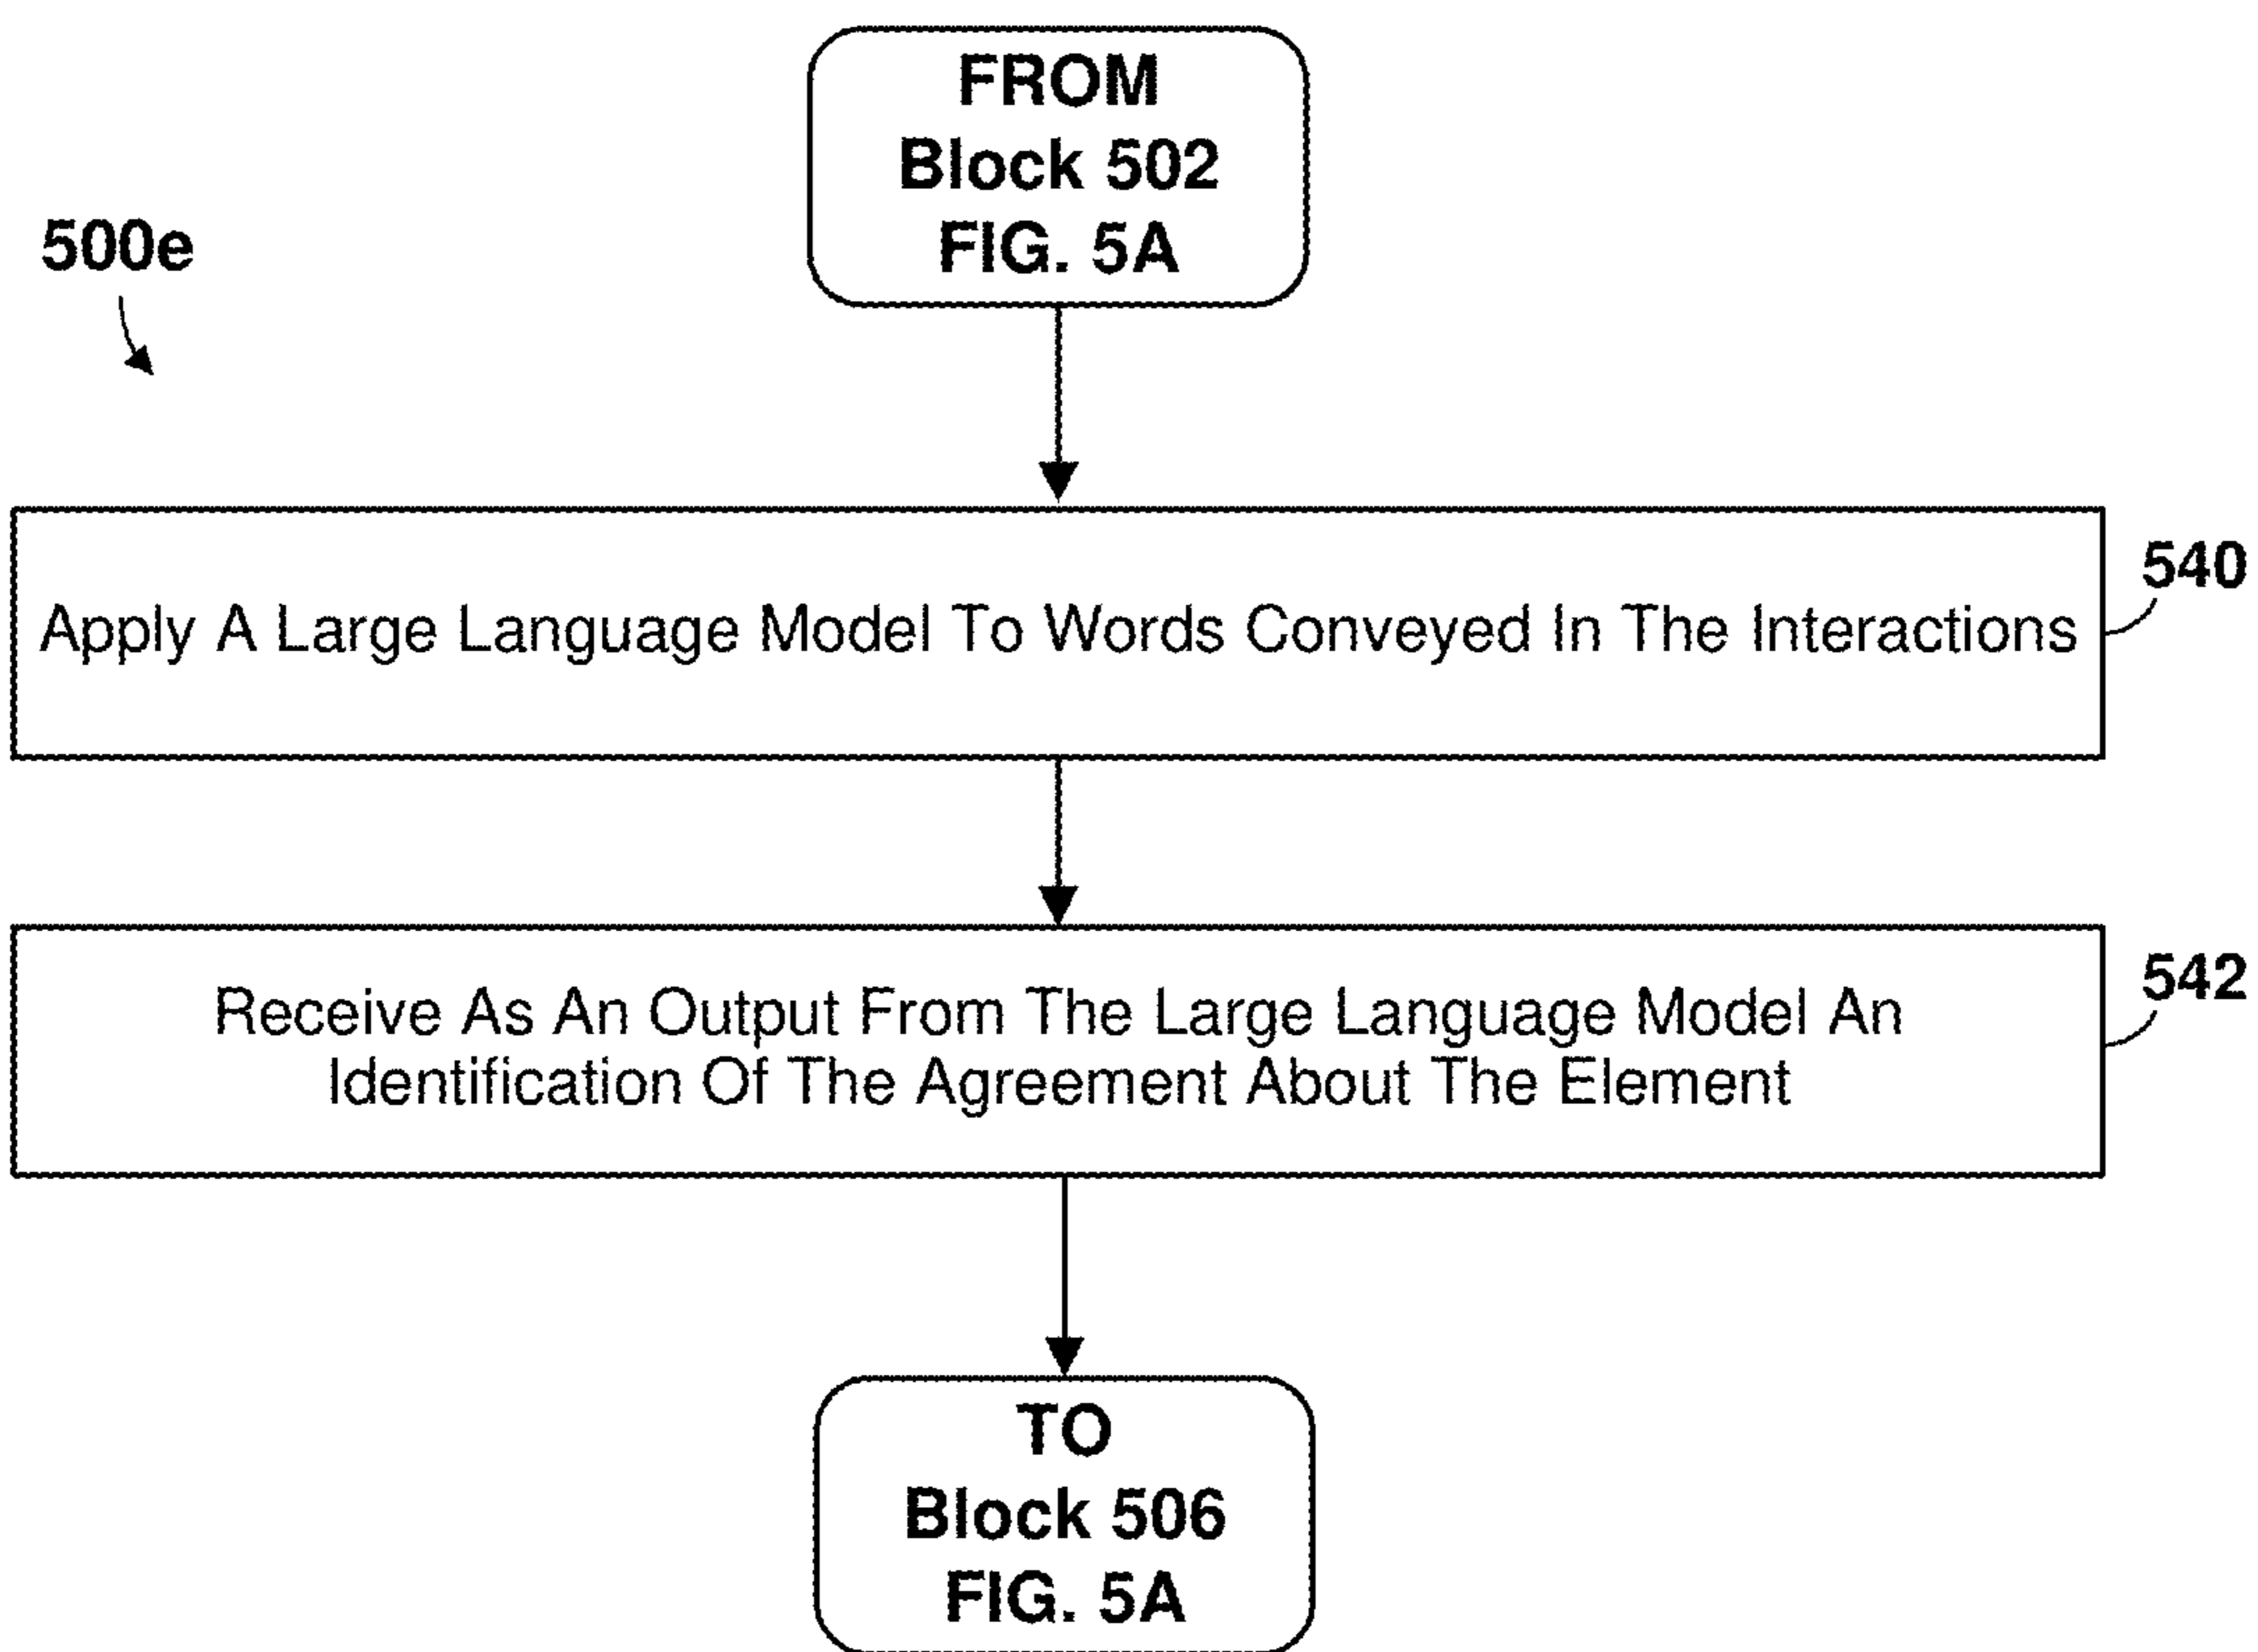 FROM
Block 502
FIG. 5A
500e
540
Apply A Large Language Model To Words Conveyed In The Interactions
542
Receive As An Output From The Large Language Model An
Identification Of The Agreement About The Element
TO
Block 506
FIG. 5A